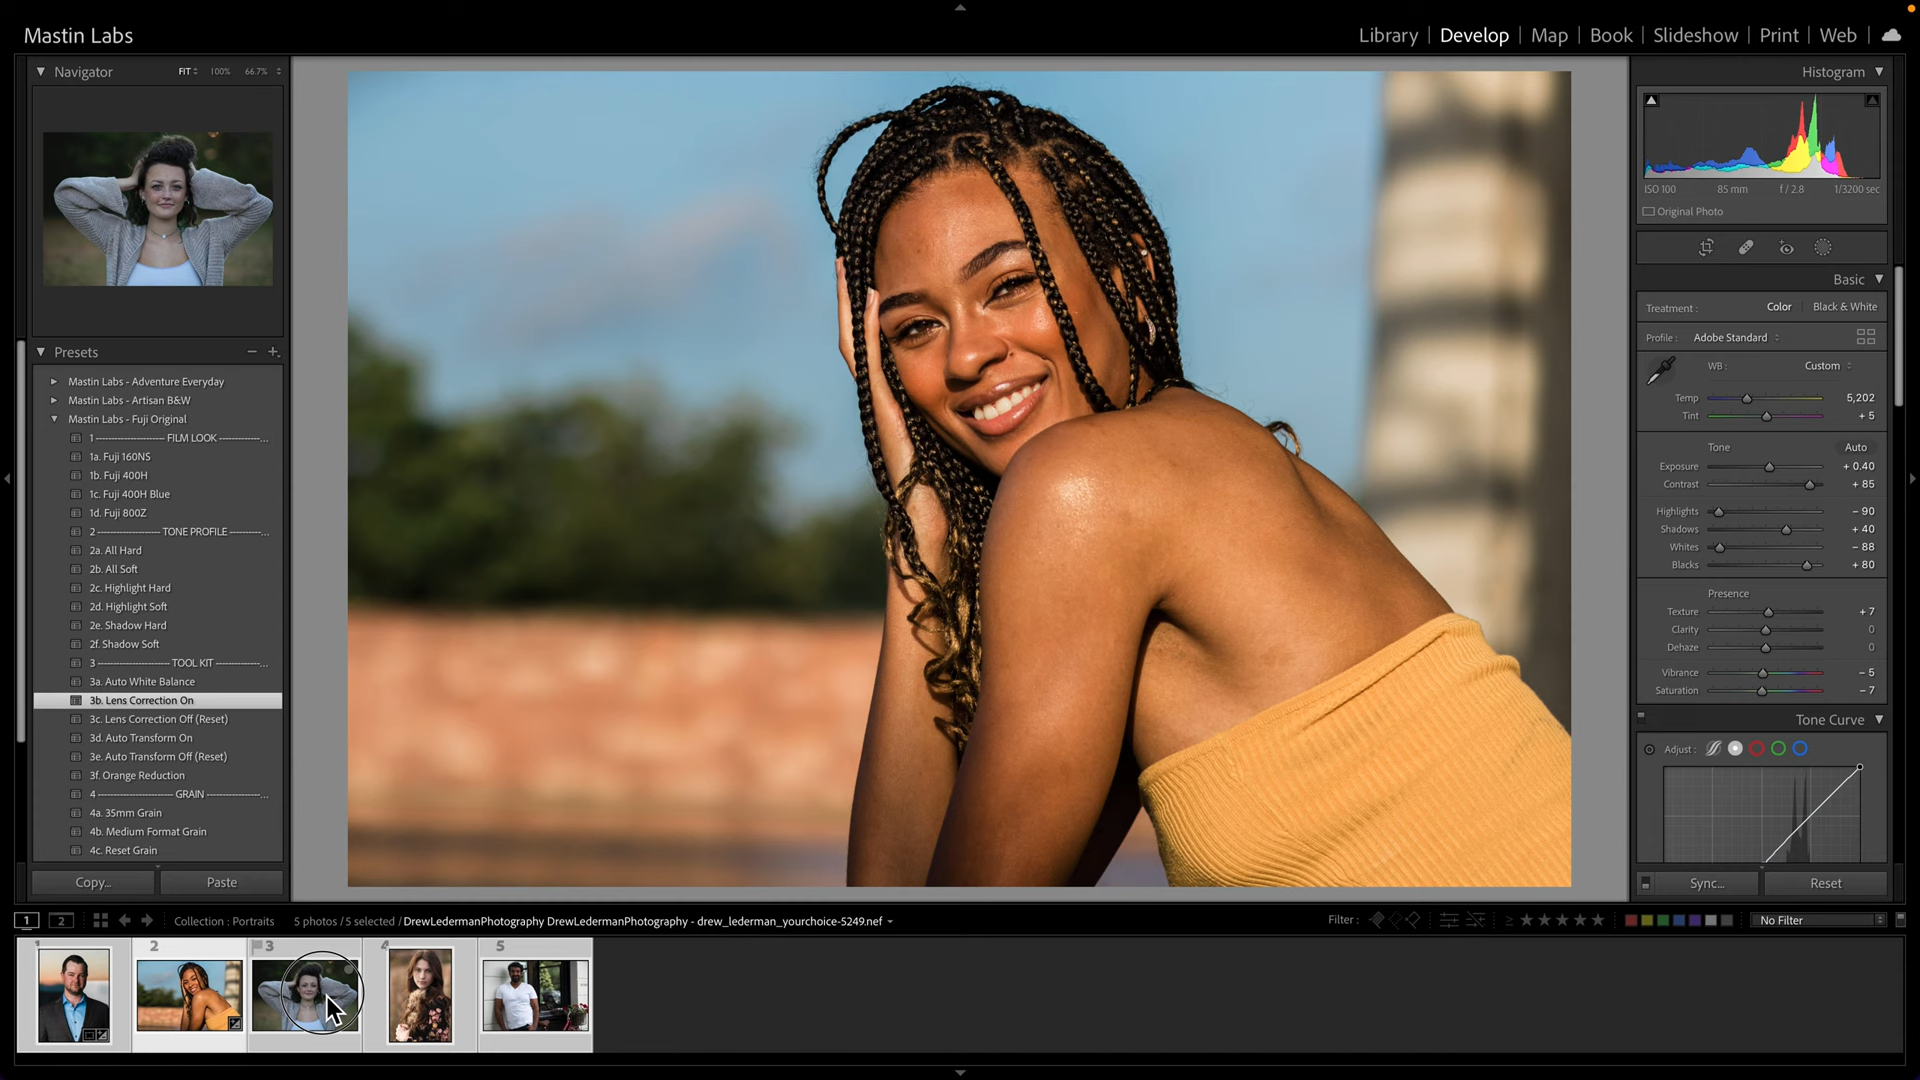 Mastin Labs
Library | Develop | Map | Book | Slideshow | Print | Web |
Navigator FIT 100% 66.7%
Presets
Mastin Labs - Adventure Everyday
Mastin Labs - Artisan B&W
Mastin Labs - Fuji Original
1 ---------------------- FILM LOOK -------------...
1a. Fuji 160NS
1b. Fuji 400H
1c. Fuji 400H Blue
1d. Fuji 800Z
2 -------------------- TONE PROFILE ----------...
2a. All Hard
2b. All Soft
2c. Highlight Hard
2d. Highlight Soft
2e. Shadow Hard
2f. Shadow Soft
3 ----------------------- TOOL KIT --------------...
3a. Auto White Balance
3b. Lens Correction On
3c. Lens Correction Off (Reset)
3d. Auto Transform On
3e. Auto Transform Off (Reset)
3f. Orange Reduction
4 ------------------------ GRAIN -----------------...
4a. 35mm Grain
4b. Medium Format Grain
4c. Reset Grain
Copy... Paste
Histogram
ISO 100 85 mm f / 2.8 1/3200 sec
Original Photo
Basic
Treatment : Color | Black & White
Profile : Adobe Standard
WB : Custom
Temp 5,202
Tint + 5
Tone Auto
Exposure + 0.40
Contrast + 85
Highlights − 90
Shadows + 40
Whites − 88
Blacks + 80
Presence
Texture + 7
Clarity 0
Dehaze 0
Vibrance − 5
Saturation − 7
Tone Curve
Adjust :
Sync... Reset
1 2 Collection : Portraits 5 photos / 5 selected / DrewLedermanPhotography DrewLedermanPhotography - drew_lederman_yourchoice-5249.nef Filter : ≥ No Filter
1 2 3 4 5